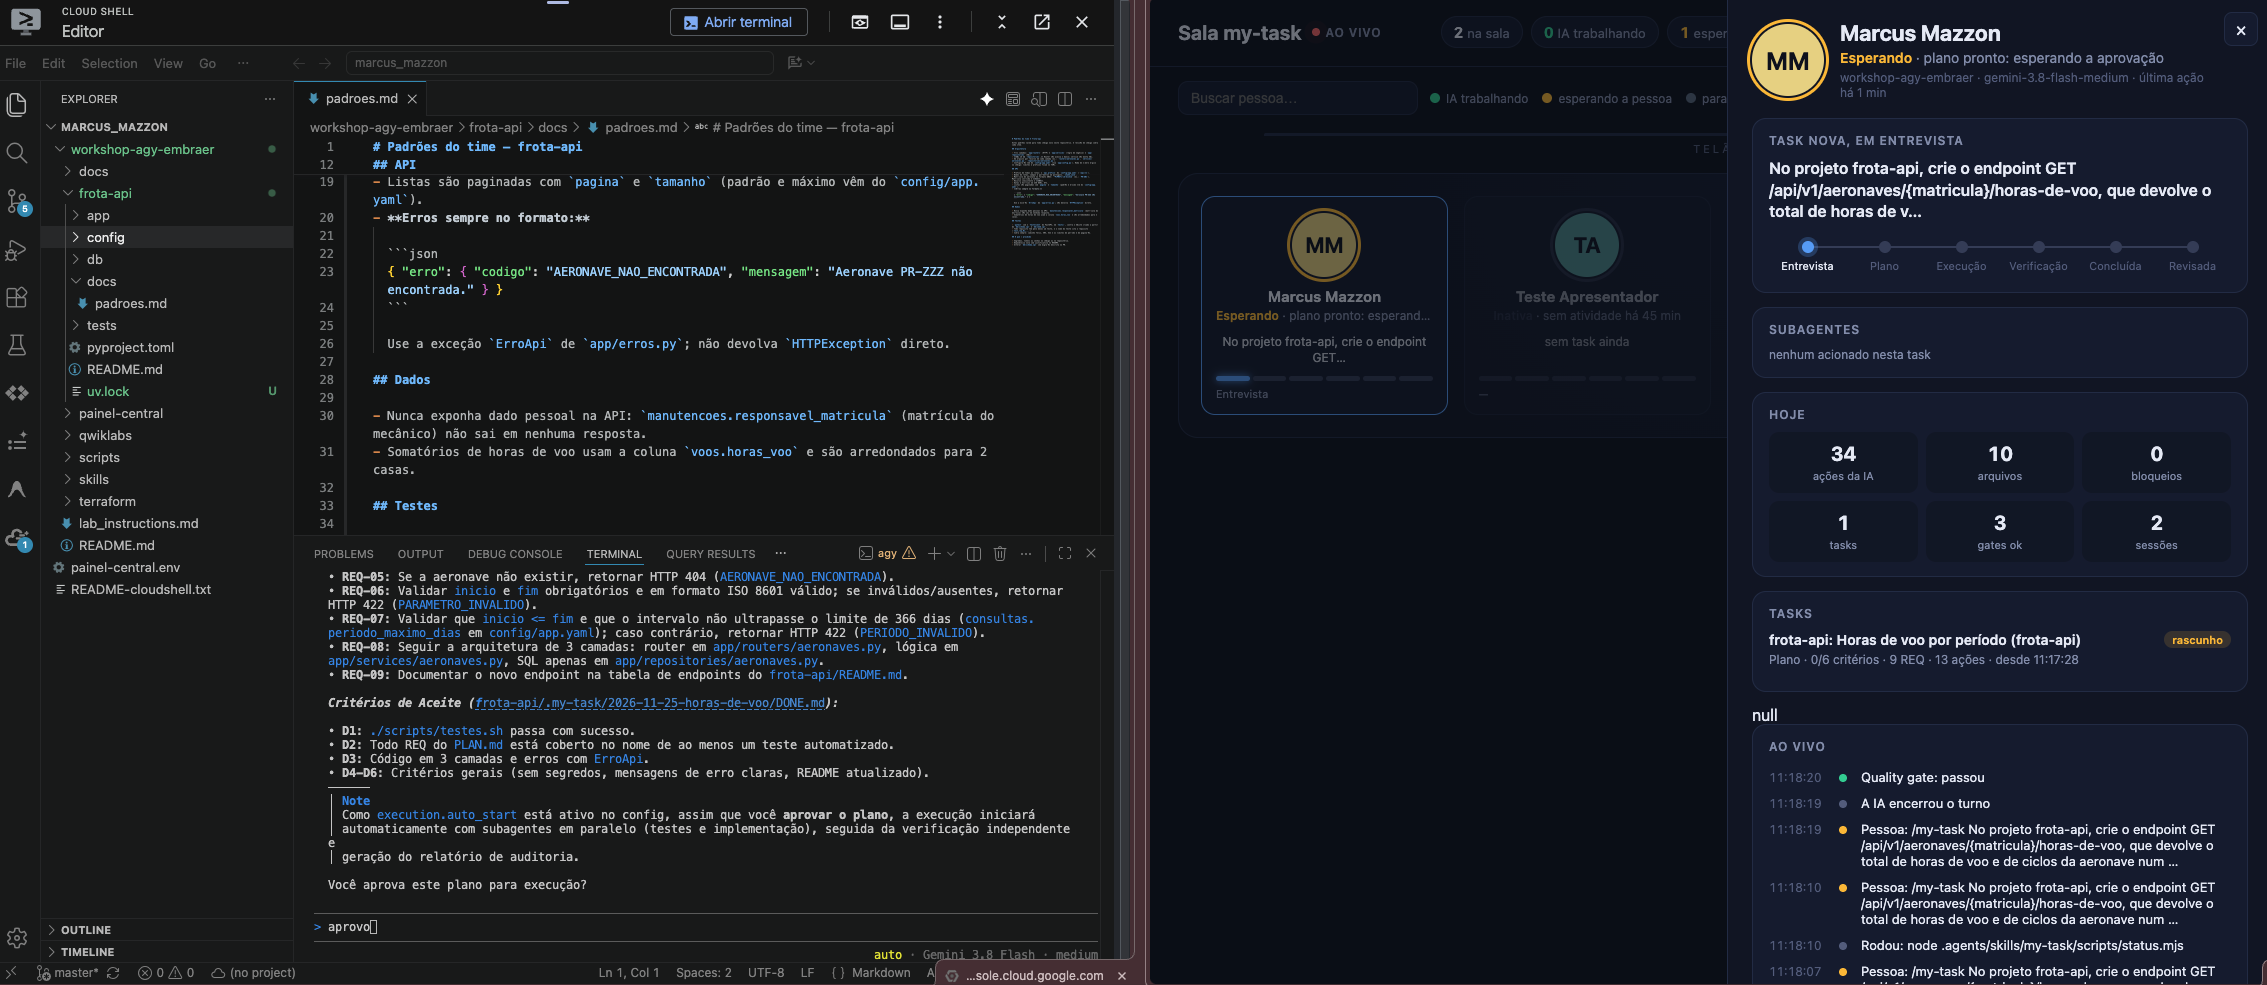 CLOUD SHELL
Editor
Abrir terminal
File Edit Selection View Go ···
marcus_mazzon
EXPLORER
MARCUS_MAZZON
workshop-agy-embraer
docs
frota-api
app
config
db
docs
padroes.md
tests
pyproject.toml
README.md
uv.lock U
painel-central
qwiklabs
scripts
skills
terraform
lab_instructions.md
README.md
painel-central.env
README-cloudshell.txt
OUTLINE
TIMELINE
5
1
padroes.md
workshop-agy-embraer > frota-api > docs > padroes.md > abc # Padrões do time — frota-api
1 # Padrões do time — frota-api
12 ## API
19 - Listas são paginadas com `pagina` e `tamanho` (padrão e máximo vêm do `config/app.
yaml`).
20 - **Erros sempre no formato:**
21
22 ```json
23 { "erro": { "codigo": "AERONAVE_NAO_ENCONTRADA", "mensagem": "Aeronave PR-ZZZ não
encontrada." } }
24 ```
25
26 Use a exceção `ErroApi` de `app/erros.py`; não devolva `HTTPException` direto.
27
28 ## Dados
29
30 - Nunca exponha dado pessoal na API: `manutencoes.responsavel_matricula` (matrícula do
mecânico) não sai em nenhuma resposta.
31 - Somatórios de horas de voo usam a coluna `voos.horas_voo` e são arredondados para 2
casas.
32
33 ## Testes
34
PROBLEMS OUTPUT DEBUG CONSOLE TERMINAL QUERY RESULTS ··· agy
• REQ-05: Se a aeronave não existir, retornar HTTP 404 (AERONAVE_NAO_ENCONTRADA).
• REQ-06: Validar inicio e fim obrigatórios e em formato ISO 8601 válido; se inválidos/ausentes, retornar
HTTP 422 (PARAMETRO_INVALIDO).
• REQ-07: Validar que inicio <= fim e que o intervalo não ultrapasse o limite de 366 dias (consultas.
periodo_maximo_dias em config/app.yaml); caso contrário, retornar HTTP 422 (PERIODO_INVALIDO).
• REQ-08: Seguir a arquitetura de 3 camadas: router em app/routers/aeronaves.py, lógica em
app/services/aeronaves.py, SQL apenas em app/repositories/aeronaves.py.
• REQ-09: Documentar o novo endpoint na tabela de endpoints do frota-api/README.md.
Critérios de Aceite (frota-api/.my-task/2026-11-25-horas-de-voo/DONE.md):
• D1: ./scripts/testes.sh passa com sucesso.
• D2: Todo REQ do PLAN.md está coberto no nome de ao menos um teste automatizado.
• D3: Código em 3 camadas e erros com ErroApi.
• D4-D6: Critérios gerais (sem segredos, mensagens de erro claras, README atualizado).
Note
Como execution.auto_start está ativo no config, assim que você aprovar o plano, a execução iniciará
automaticamente com subagentes em paralelo (testes e implementação), seguida da verificação independente
e
geração do relatório de auditoria.
Você aprova este plano para execução?
> aprovo
auto · Gemini 3.8 Flash · medium
master* 0 0 (no project) Ln 1, Col 1 Spaces: 2 UTF-8 LF { } Markdown
...sole.cloud.google.com
Sala my-task AO VIVO 2 na sala 0 IA trabalhando 1 esper
Buscar pessoa... IA trabalhando esperando a pessoa para
TELÃ
MM
Marcus Mazzon
Esperando · plano pronto: esperand...
No projeto frota-api, crie o endpoint
GET...
Entrevista
TA
Teste Apresentador
Inativa · sem atividade há 45 min
sem task ainda
—
MM
Marcus Mazzon
Esperando · plano pronto: esperando a aprovação
workshop-agy-embraer · gemini-3.8-flash-medium · última ação
há 1 min
TASK NOVA, EM ENTREVISTA
No projeto frota-api, crie o endpoint GET
/api/v1/aeronaves/{matricula}/horas-de-voo, que devolve o
total de horas de v...
Entrevista Plano Execução Verificação Concluída Revisada
SUBAGENTES
nenhum acionado nesta task
HOJE
34 10 0
ações da IA arquivos bloqueios
1 3 2
tasks gates ok sessões
TASKS
frota-api: Horas de voo por período (frota-api) rascunho
Plano · 0/6 critérios · 9 REQ · 13 ações · desde 11:17:28
null
AO VIVO
11:18:20 Quality gate: passou
11:18:19 A IA encerrou o turno
11:18:19 Pessoa: /my-task No projeto frota-api, crie o endpoint GET
/api/v1/aeronaves/{matricula}/horas-de-voo, que devolve o
total de horas de voo e de ciclos da aeronave num ...
11:18:10 Pessoa: /my-task No projeto frota-api, crie o endpoint GET
/api/v1/aeronaves/{matricula}/horas-de-voo, que devolve o
total de horas de voo e de ciclos da aeronave num ...
11:18:10 Rodou: node .agents/skills/my-task/scripts/status.mjs
11:18:07 Pessoa: /my-task No projeto frota-api, crie o endpoint GET